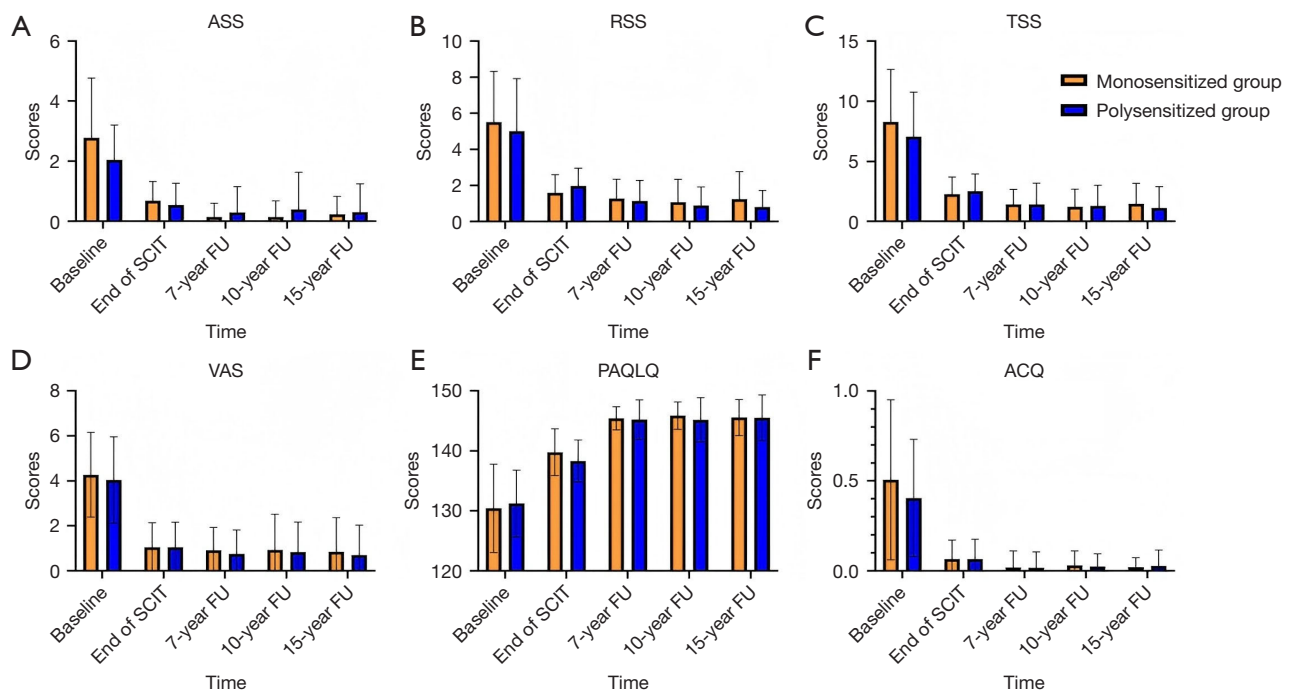 A
ASS
6
4
2
0
Scores
Baseline
End of SCIT
7-year FU
10-year FU
15-year FU
Time
B
RSS
10
8
6
4
2
0
Scores
Baseline
End of SCIT
7-year FU
10-year FU
15-year FU
Time
C
TSS
15
10
5
0
Scores
Baseline
End of SCIT
7-year FU
10-year FU
15-year FU
Time
Monosensitized group
Polysensitized group
D
VAS
8
6
4
2
0
Scores
Baseline
End of SCIT
7-year FU
10-year FU
15-year FU
Time
E
PAQLQ
150
140
130
120
Scores
Baseline
End of SCIT
7-year FU
10-year FU
15-year FU
Time
F
ACQ
1.0
0.5
0.0
Scores
Baseline
End of SCIT
7-year FU
10-year FU
15-year FU
Time